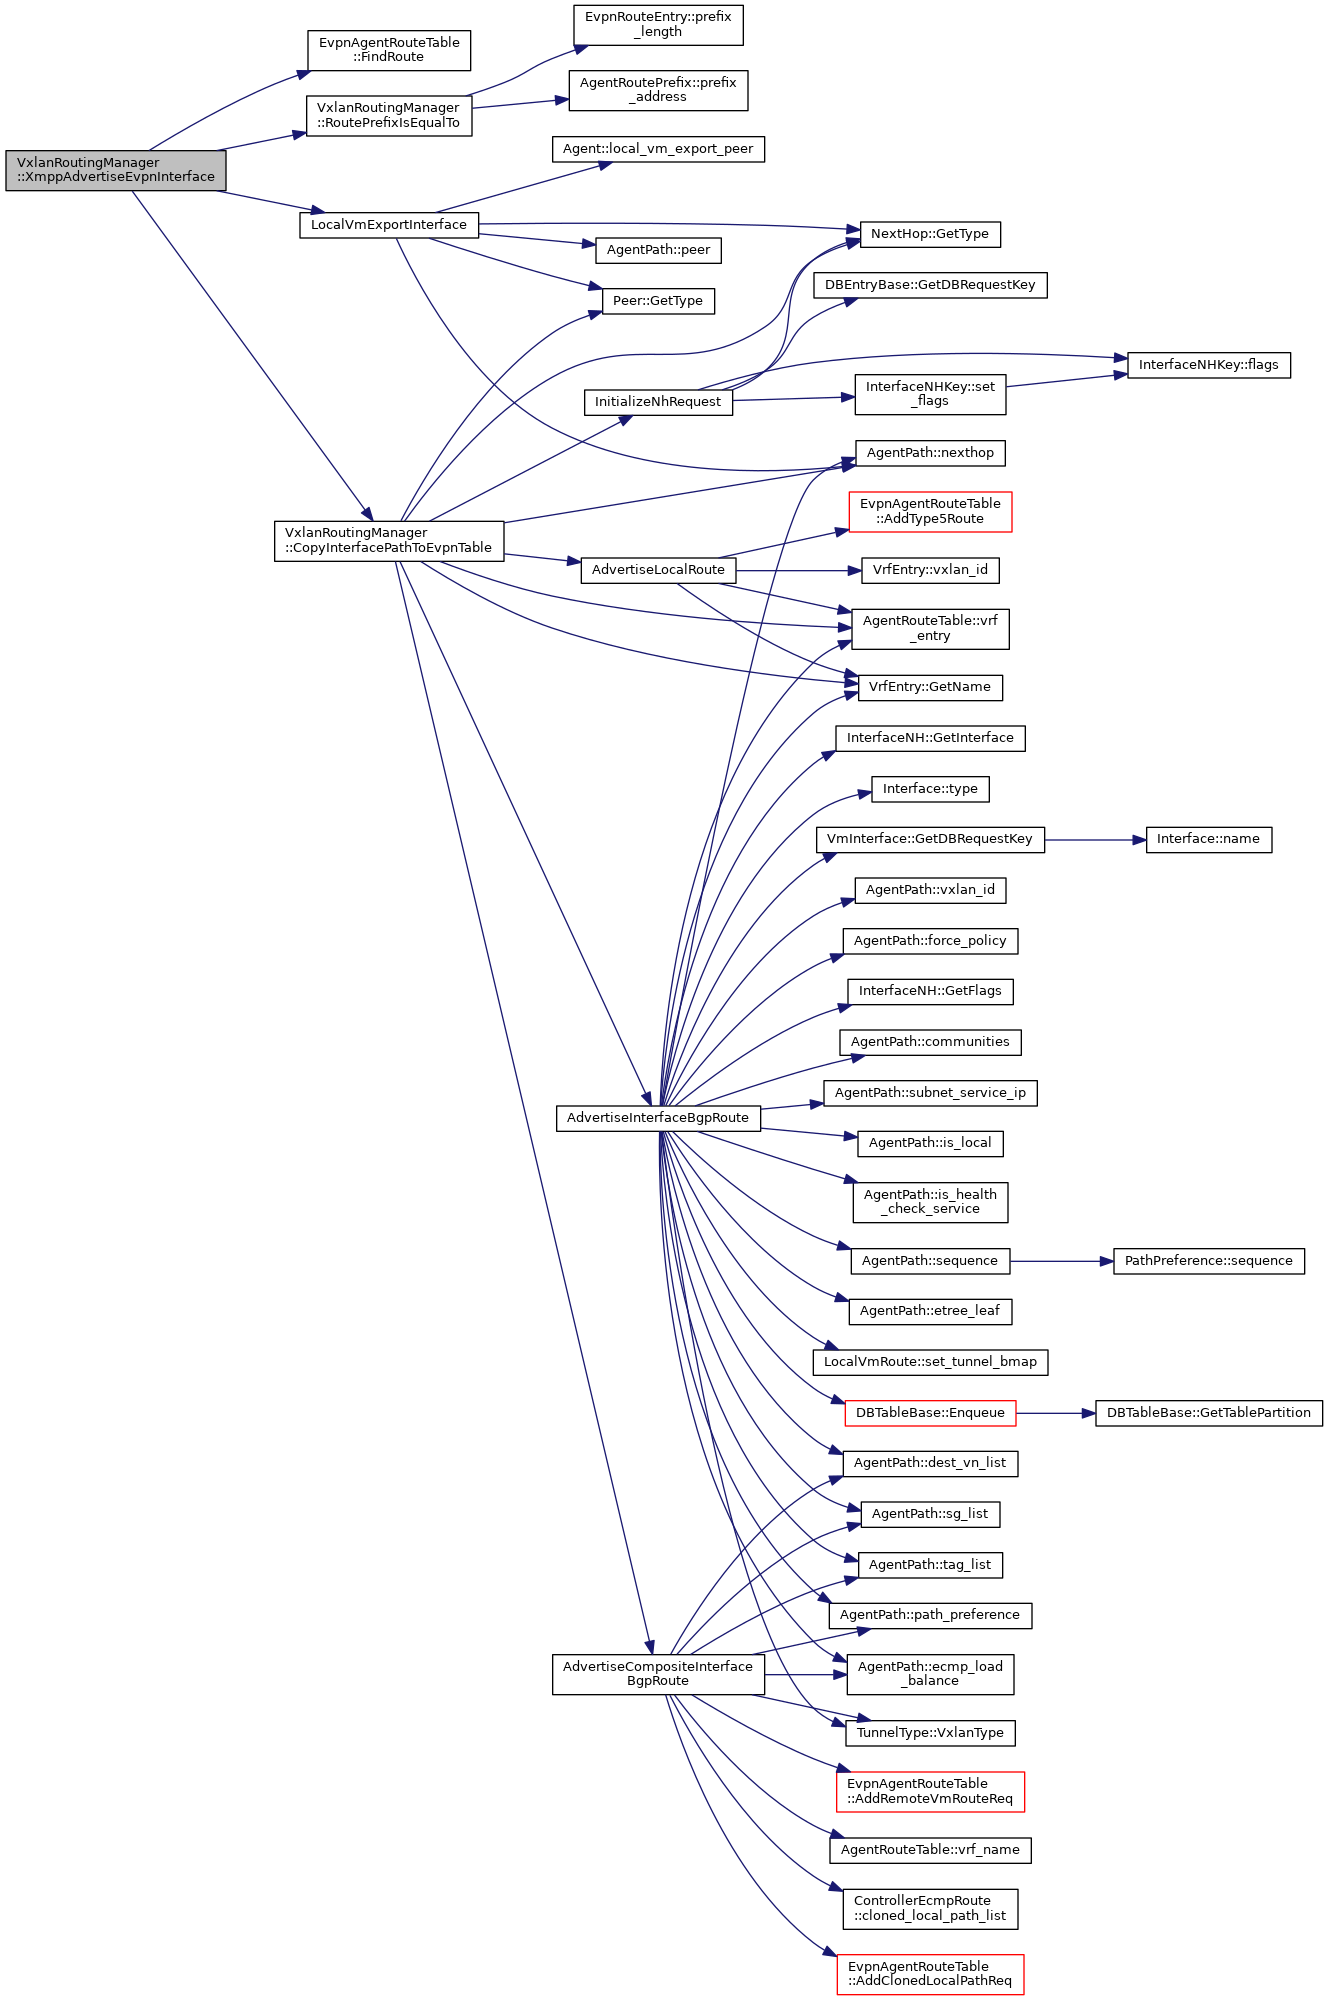 EvpnRouteEntry::prefix
_length
EvpnAgentRouteTable
::FindRoute
AgentRoutePrefix::prefix
_address
VxlanRoutingManager
::RoutePrefixIsEqualTo
Agent::local_vm_export_peer
VxlanRoutingManager
::XmppAdvertiseEvpnInterface
LocalVmExportInterface
NextHop::GetType
AgentPath::peer
DBEntryBase::GetDBRequestKey
Peer::GetType
InterfaceNHKey::flags
InterfaceNHKey::set
_flags
InitializeNhRequest
AgentPath::nexthop
EvpnAgentRouteTable
::AddType5Route
VxlanRoutingManager
::CopyInterfacePathToEvpnTable
AdvertiseLocalRoute
VrfEntry::vxlan_id
AgentRouteTable::vrf
_entry
VrfEntry::GetName
InterfaceNH::GetInterface
Interface::type
VmInterface::GetDBRequestKey
Interface::name
AgentPath::vxlan_id
AgentPath::force_policy
InterfaceNH::GetFlags
AgentPath::communities
AgentPath::subnet_service_ip
AdvertiseInterfaceBgpRoute
AgentPath::is_local
AgentPath::is_health
_check_service
AgentPath::sequence
PathPreference::sequence
AgentPath::etree_leaf
LocalVmRoute::set_tunnel_bmap
DBTableBase::Enqueue
DBTableBase::GetTablePartition
AgentPath::dest_vn_list
AgentPath::sg_list
AgentPath::tag_list
AgentPath::path_preference
AdvertiseCompositeInterface
BgpRoute
AgentPath::ecmp_load
_balance
TunnelType::VxlanType
EvpnAgentRouteTable
::AddRemoteVmRouteReq
AgentRouteTable::vrf_name
ControllerEcmpRoute
::cloned_local_path_list
EvpnAgentRouteTable
::AddClonedLocalPathReq